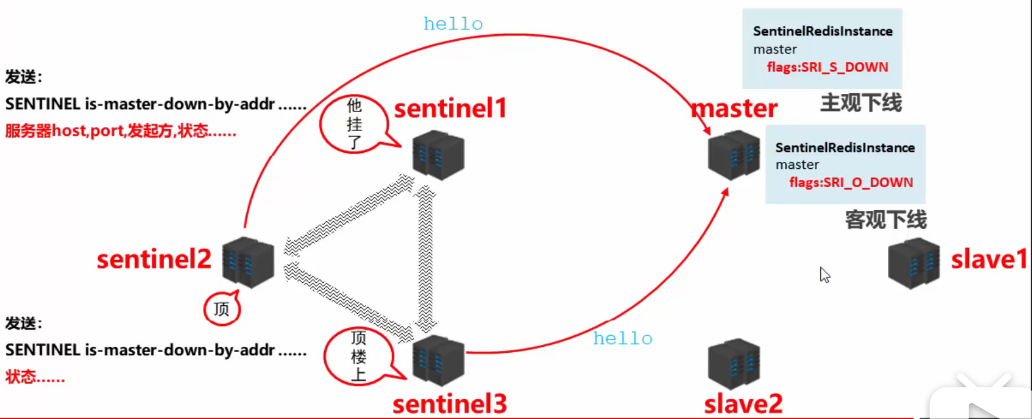 hello
SentinelRedisInstance
master
flags:SRI_S_DOWN
主观下线
发送：
SENTINEL is-master-down-by-addr ……
服务器host,port,发起方,状态……
他
挂
了
sentinel1
master
SentinelRedisInstance
master
flags:SRI_O_DOWN
客观下线
sentinel2
slave1
顶
发送：
SENTINEL is-master-down-by-addr ……
状态……
顶
楼
上
hello
sentinel3
slave2